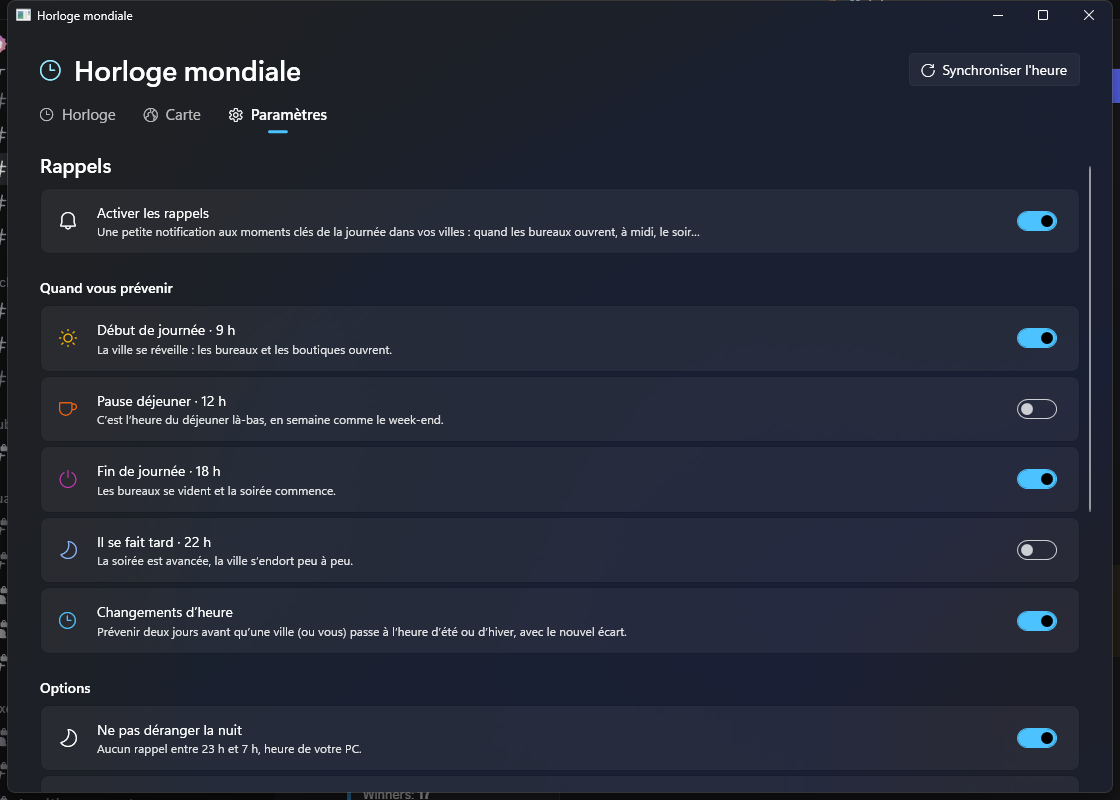 Horloge mondiale
Horloge mondiale
Synchroniser l'heure
Horloge
Carte
Paramètres
Rappels
Activer les rappels
Une petite notification aux moments clés de la journée dans vos villes : quand les bureaux ouvrent, à midi, le soir...
Quand vous prévenir
Début de journée · 9 h
La ville se réveille : les bureaux et les boutiques ouvrent.
Pause déjeuner · 12 h
C’est l’heure du déjeuner là-bas, en semaine comme le week-end.
Fin de journée · 18 h
Les bureaux se vident et la soirée commence.
Il se fait tard · 22 h
La soirée est avancée, la ville s’endort peu à peu.
Changements d’heure
Prévenir deux jours avant qu’une ville (ou vous) passe à l’heure d’été ou d’hiver, avec le nouvel écart.
Options
Ne pas déranger la nuit
Aucun rappel entre 23 h et 7 h, heure de votre PC.
Winners: 17